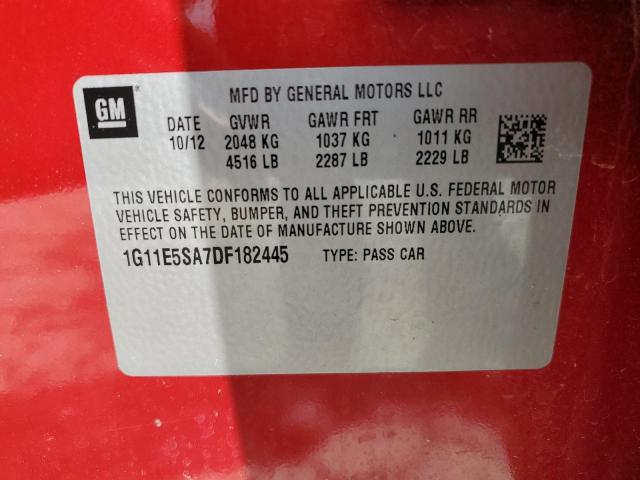 GM
MFD BY GENERAL MOTORS LLC
DATE GVWR GAWR FRT GAWR RR
10/12 2048 KG 1037 KG 1011 KG
4516 LB 2287 LB 2229 LB
THIS VEHICLE CONFORMS TO ALL APPLICABLE U.S. FEDERAL MOTOR
VEHICLE SAFETY, BUMPER, AND THEFT PREVENTION STANDARDS IN
EFFECT ON THE DATE OF MANUFACTURE SHOWN ABOVE.
1G11E5SA7DF182445 TYPE: PASS CAR